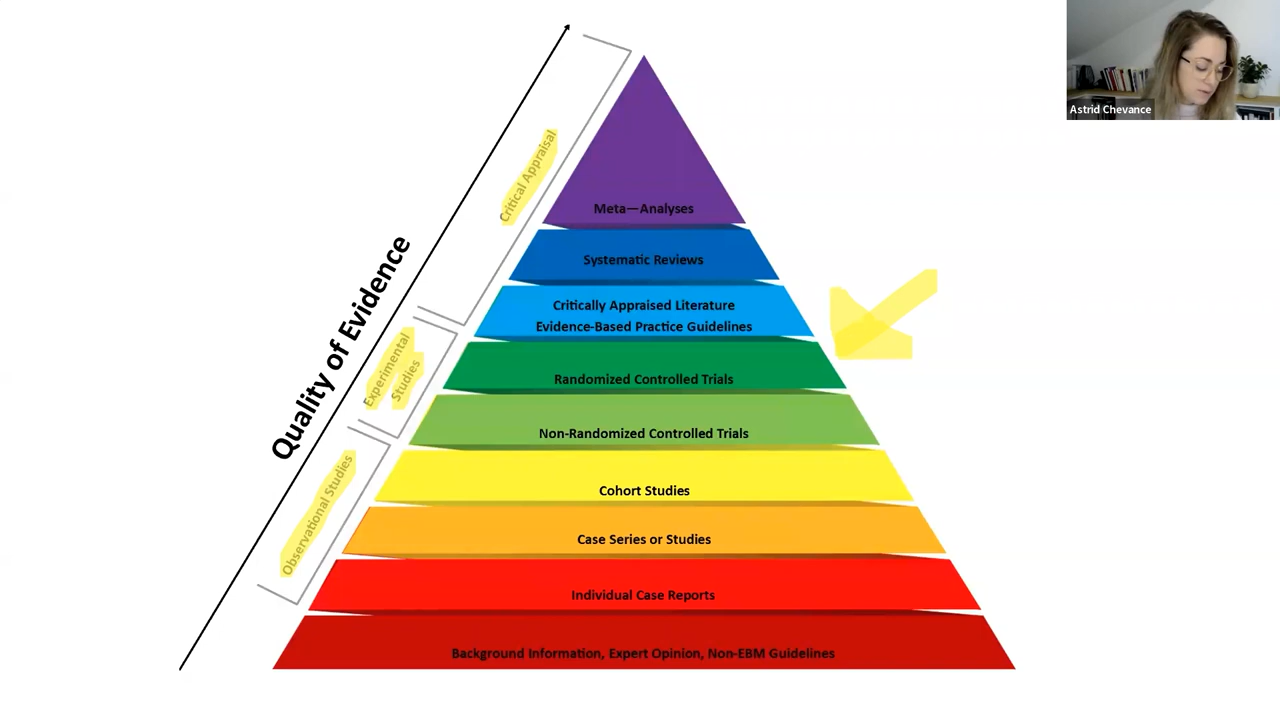 Astrid Chevance
Quality of Evidence
Critical Appraisal
Experimental
Studies
Observational Studies
Meta—Analyses
Systematic Reviews
Critically Appraised Literature
Evidence-Based Practice Guidelines
Randomized Controlled Trials
Non-Randomized Controlled Trials
Cohort Studies
Case Series or Studies
Individual Case Reports
Background Information, Expert Opinion, Non-EBM Guidelines